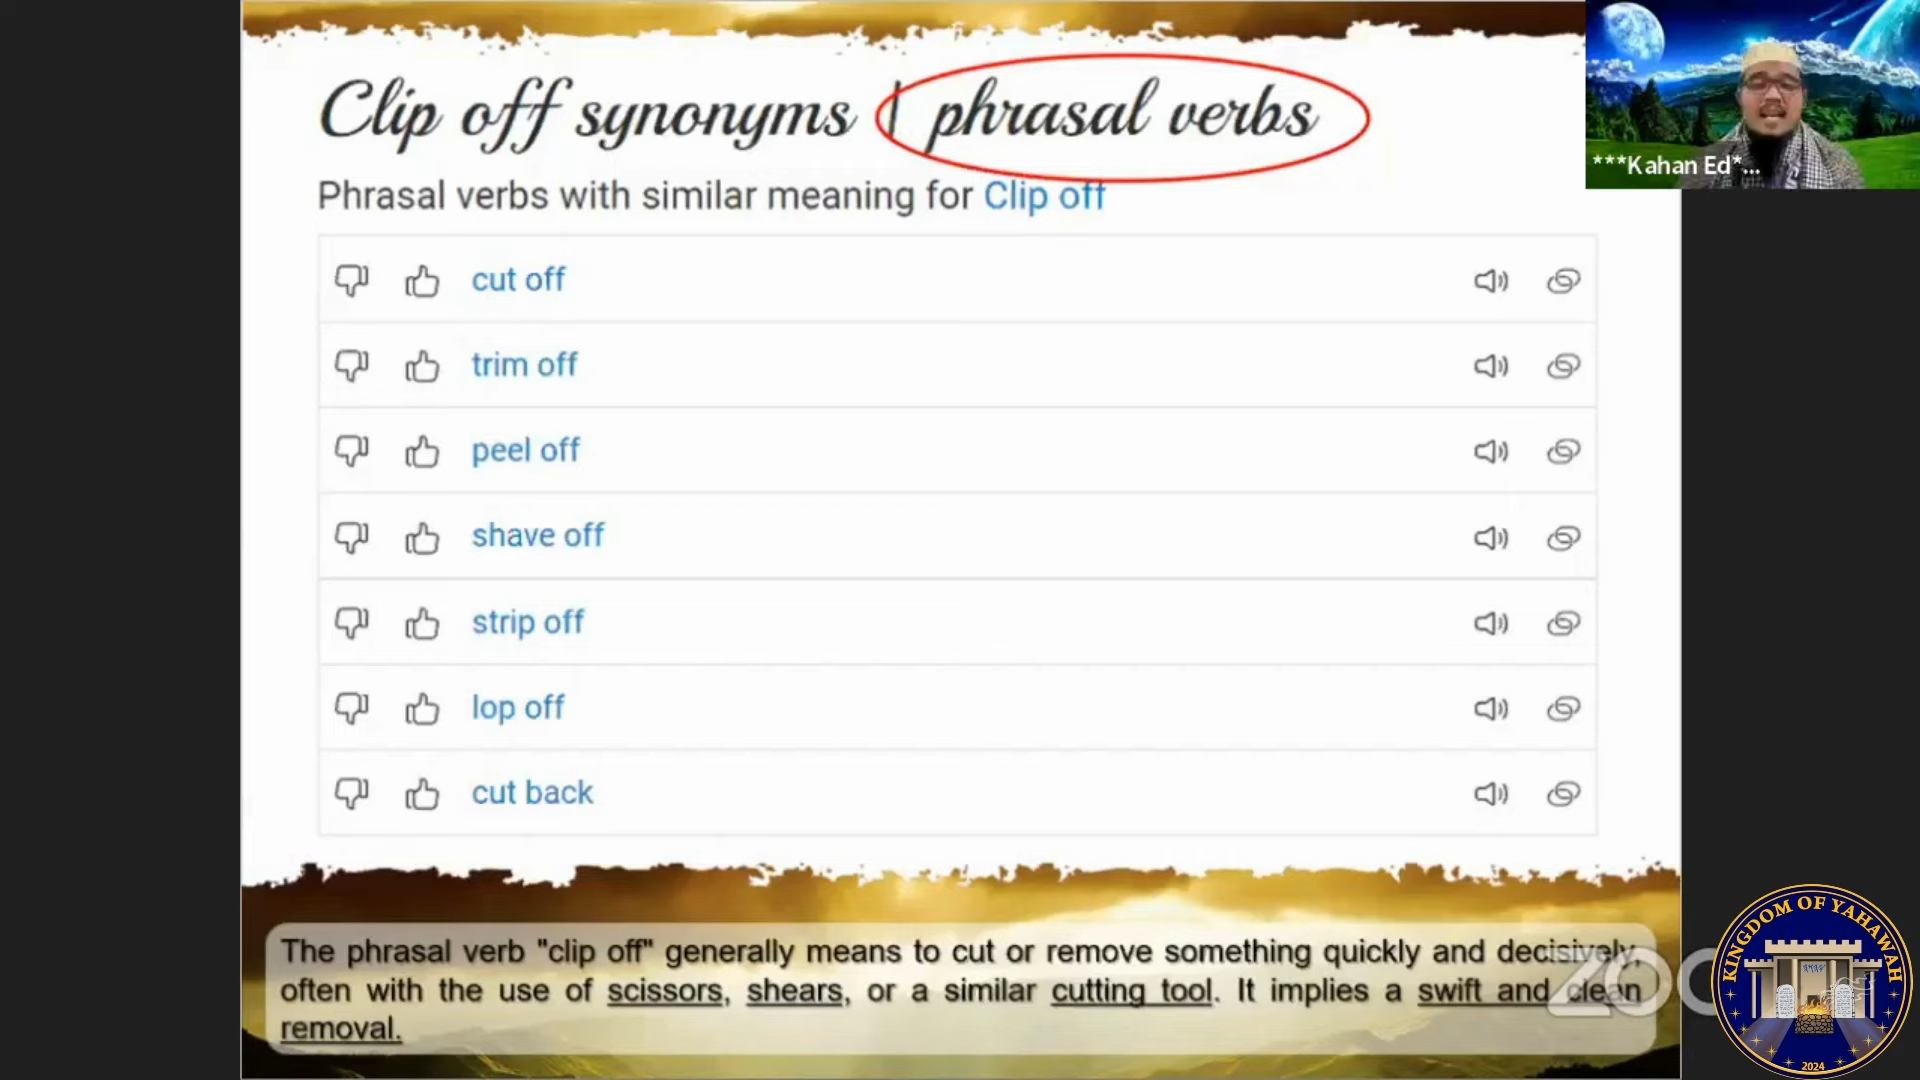 Clip off synonyms | phrasal verbs
Phrasal verbs with similar meaning for Clip off
cut off
trim off
peel off
shave off
strip off
lop off
cut back
The phrasal verb "clip off" generally means to cut or remove something quickly and decisively,
often with the use of scissors, shears, or a similar cutting tool. It implies a swift and clean
removal.
***Kahan Ed*...
zoo
KINGDOM OF YAHAWAH
2024